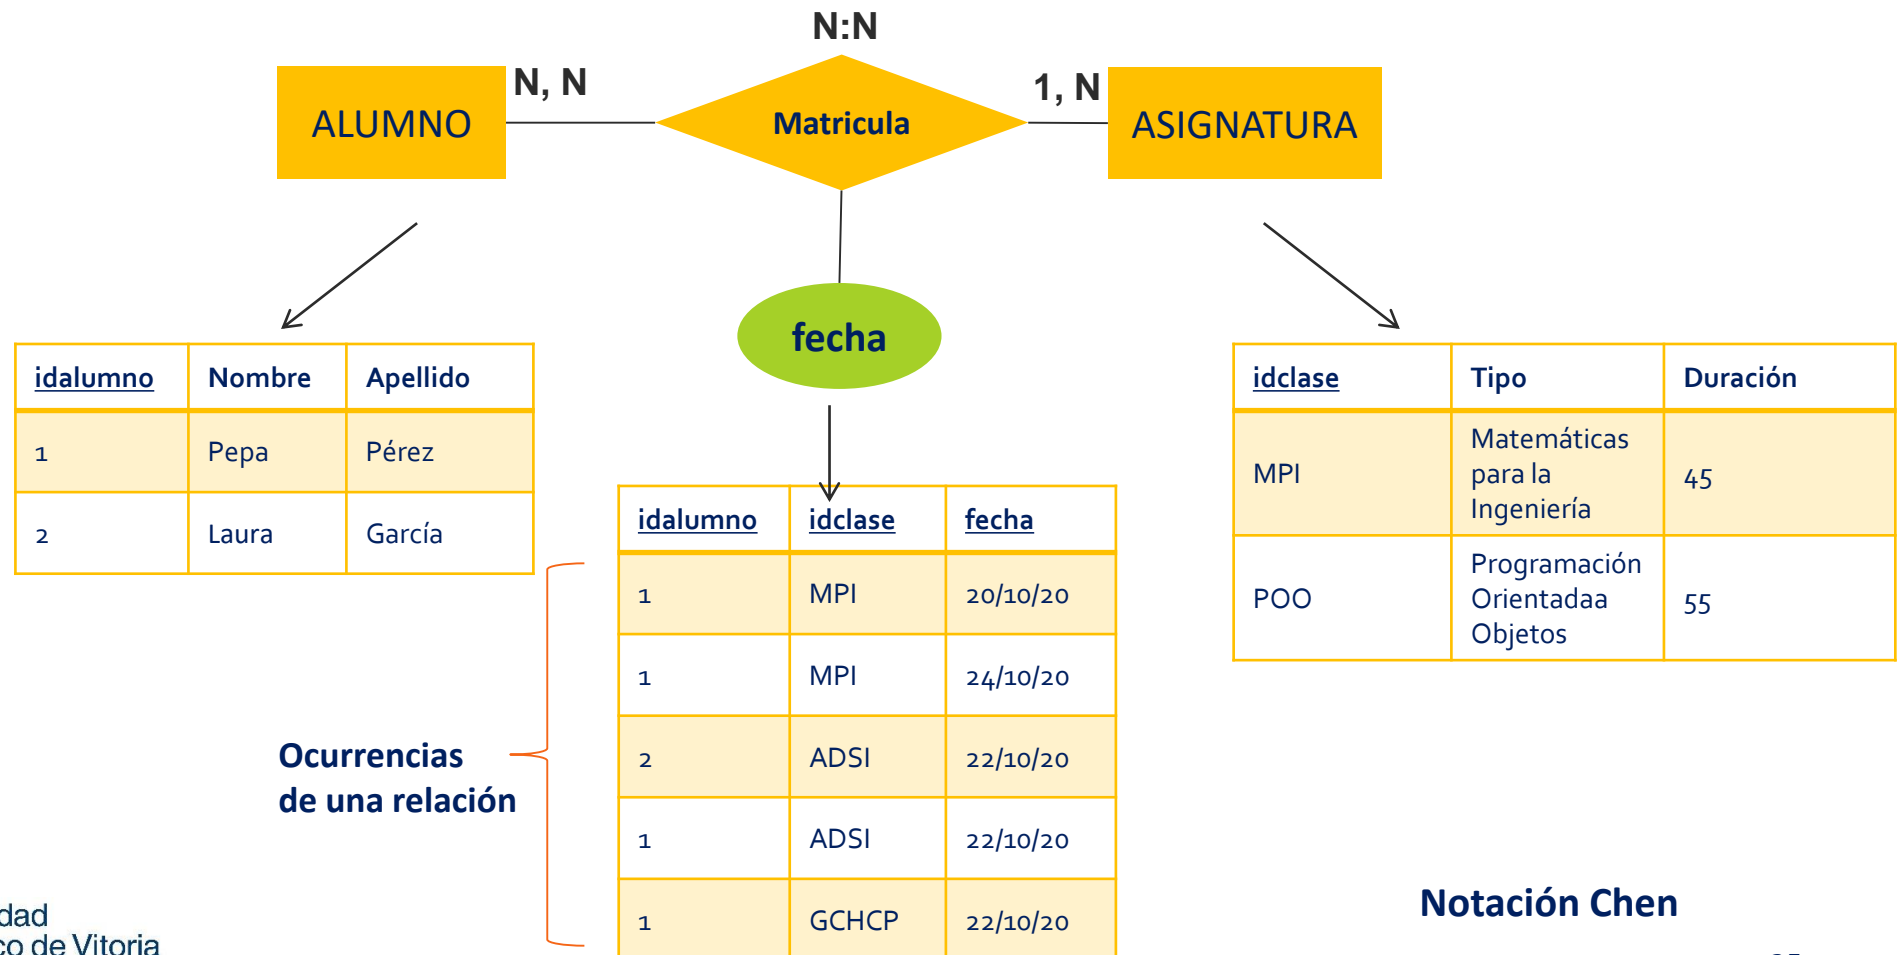 N:N
N, N
1, N
ALUMNO
Matricula
ASIGNATURA
fecha
idalumno Nombre Apellido
1 Pepa Pérez
2 Laura García
idclase Tipo Duración
MPI Matemáticas para la Ingeniería 45
POO Programación Orientadaa Objetos 55
idalumno idclase fecha
1 MPI 20/10/20
1 MPI 24/10/20
2 ADSI 22/10/20
1 ADSI 22/10/20
1 GCHCP 22/10/20
Ocurrencias
de una relación
Notación Chen
dad
co de Vitoria